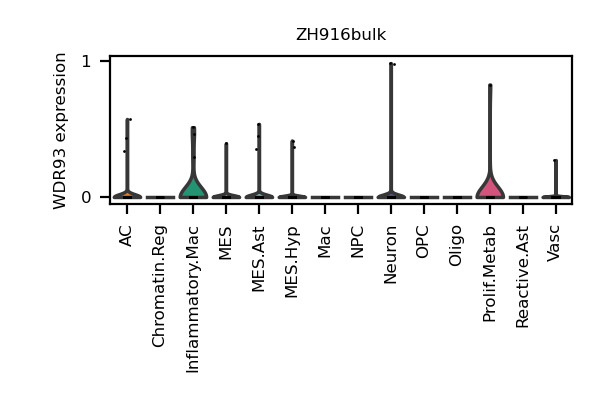 ZH916bulk
WDR93 expression
1
0
AC
Chromatin.Reg
Inflammatory.Mac
MES
MES.Ast
MES.Hyp
Mac
NPC
Neuron
OPC
Oligo
Prolif.Metab
Reactive.Ast
Vasc